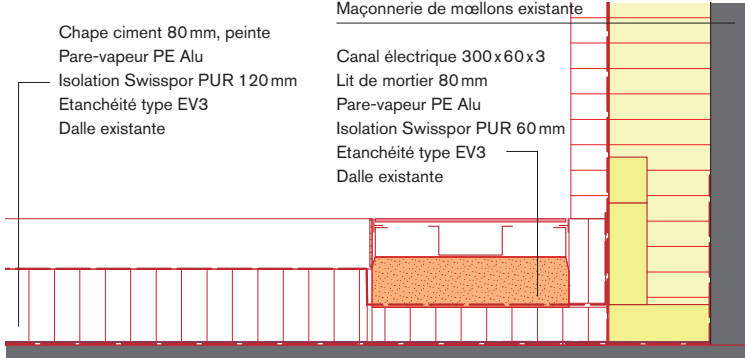 Chape ciment 80 mm, peinte
Pare-vapeur PE Alu
Isolation Swisspor PUR 120 mm
Etanchéité type EV3
Dalle existante
Maçonnerie de mœllons existante
Canal électrique 300 x 60 x 3
Lit de mortier 80 mm
Pare-vapeur PE Alu
Isolation Swisspor PUR 60 mm
Etanchéité type EV3
Dalle existante